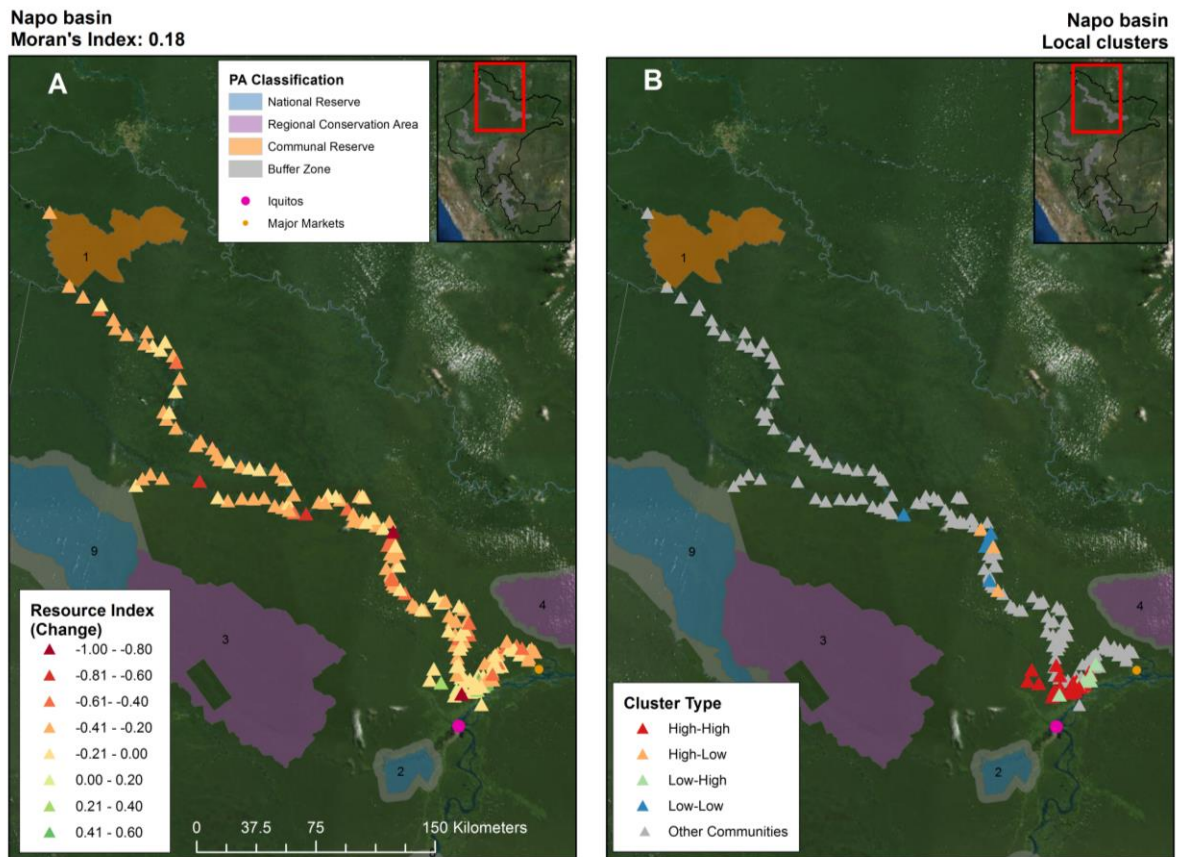 Napo basin
Moran's Index: 0.18
Napo basin
Local clusters
A
PA Classification
National Reserve
Regional Conservation Area
Communal Reserve
Buffer Zone
Iquitos
Major Markets
1
9
3
4
2
Resource Index
(Change)
-1.00 - -0.80
-0.81 - -0.60
-0.61- -0.40
-0.41 - -0.20
-0.21 - 0.00
0.00 - 0.20
0.21 - 0.40
0.41 - 0.60
0 37.5 75 150 Kilometers
B
1
9
3
4
2
Cluster Type
High-High
High-Low
Low-High
Low-Low
Other Communities